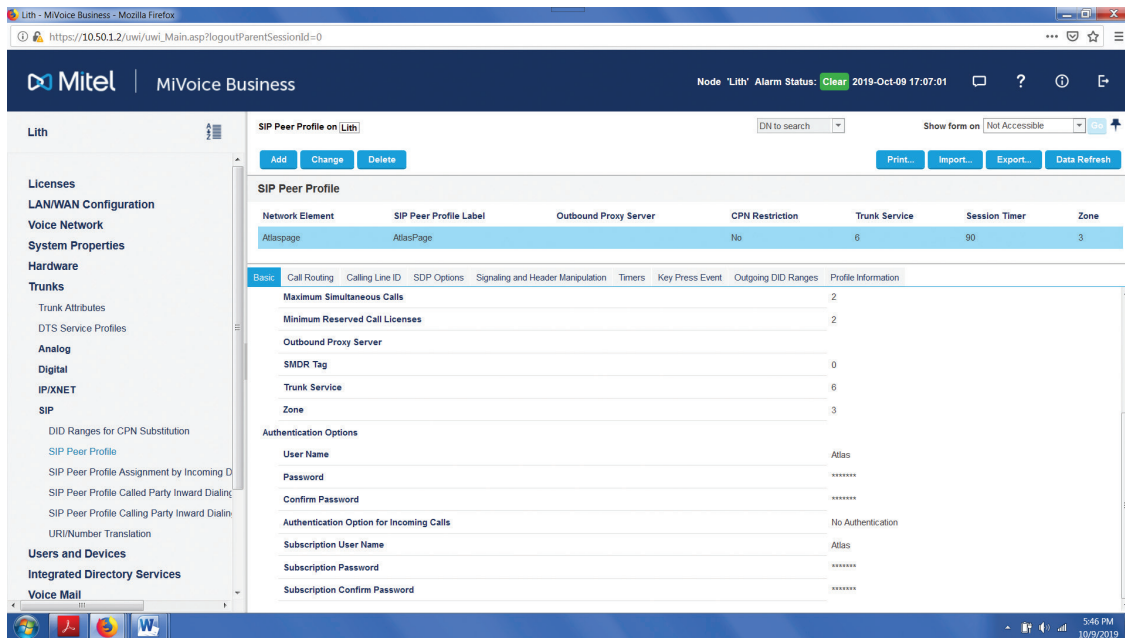 Lith - MiVoice Business - Mozilla Firefox
https://10.50.1.2/uwi/uwi_Main.asp?logoutParentSessionId=0
Mitel | MiVoice Business
Node 'Lith' Alarm Status: Clear 2019-Oct-09 17:07:01
Lith
SIP Peer Profile on Lith
DN to search
Show form on Not Accessible Go
Add Change Delete
Print... Import... Export... Data Refresh
Licenses
LAN/WAN Configuration
Voice Network
System Properties
Hardware
Trunks
Trunk Attributes
DTS Service Profiles
Analog
Digital
IP/XNET
SIP
DID Ranges for CPN Substitution
SIP Peer Profile
SIP Peer Profile Assignment by Incoming D
SIP Peer Profile Called Party Inward Dialing
SIP Peer Profile Calling Party Inward Dialin
URI/Number Translation
Users and Devices
Integrated Directory Services
Voice Mail
SIP Peer Profile
Network Element SIP Peer Profile Label Outbound Proxy Server CPN Restriction Trunk Service Session Timer Zone
Atlaspage AtlasPage No 6 90 3
Basic Call Routing Calling Line ID SDP Options Signaling and Header Manipulation Timers Key Press Event Outgoing DID Ranges Profile Information
Maximum Simultaneous Calls 2
Minimum Reserved Call Licenses 2
Outbound Proxy Server
SMDR Tag 0
Trunk Service 6
Zone 3
Authentication Options
User Name Atlas
Password *******
Confirm Password *******
Authentication Option for Incoming Calls No Authentication
Subscription User Name Atlas
Subscription Password *******
Subscription Confirm Password *******
5:46 PM
10/9/2019